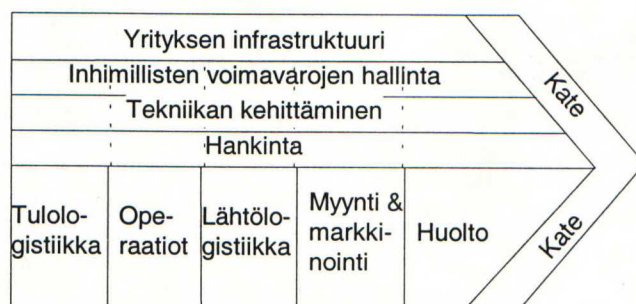 Yrityksen infrastruktuuri
Inhimillisten voimavarojen hallinta
Tekniikan kehittäminen
Hankinta
Kate
Tulolo-
gistiikka
Ope-
raatiot
Lähtölo-
gistiikka
Myynti &
markki-
nointi
Huolto
Kate